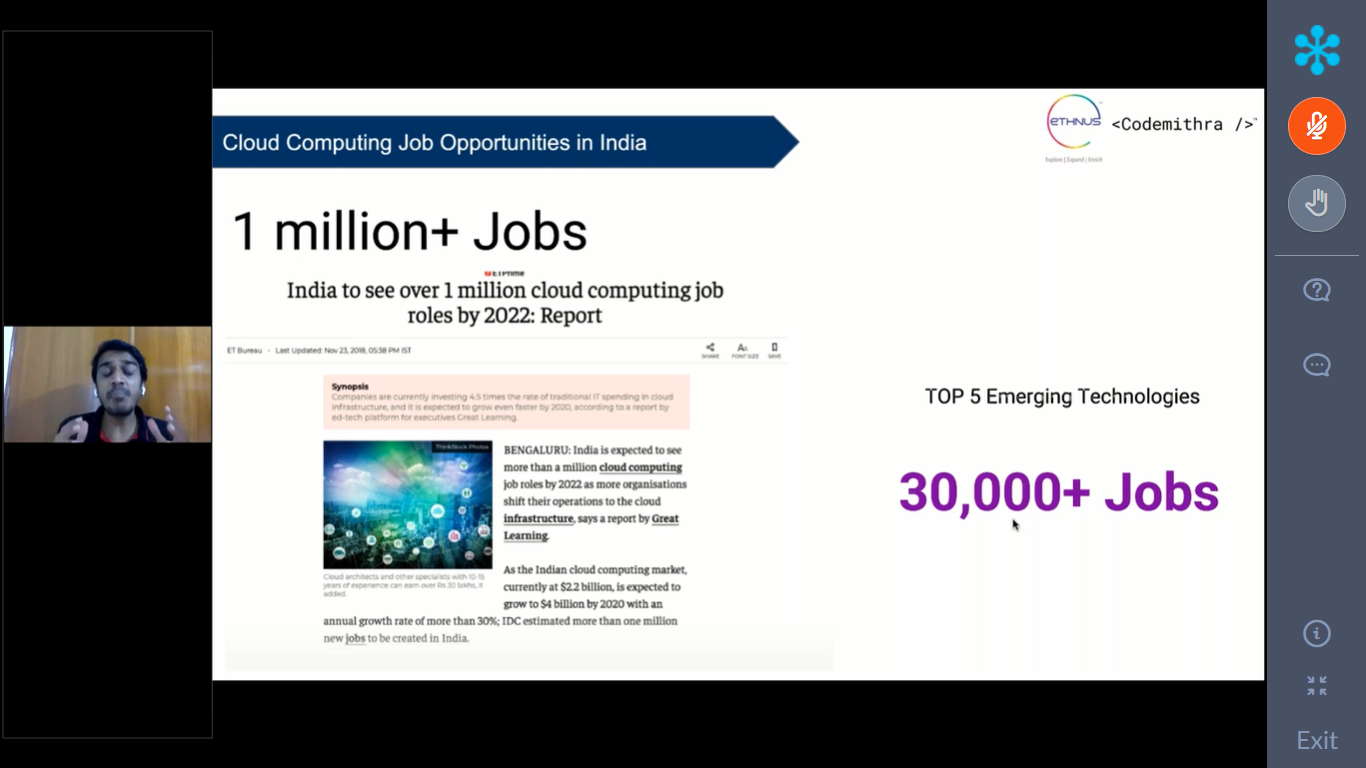 Cloud Computing Job Opportunities in India
ETHNUS
Explore | Expand | Enrich
<Codemithra />™
1 million+ Jobs
ET PRIME
India to see over 1 million cloud computing job
roles by 2022: Report
ET Bureau • Last Updated: Nov 23, 2018, 05:38 PM IST
SHARE
AA
FONT SIZE
SAVE
Synopsis
Companies are currently investing 4.5 times the rate of traditional IT spending in cloud
infrastructure, and it is expected to grow even faster by 2020, according to a report by
ed-tech platform for executives Great Learning.
ThinkStock Photos
Cloud architects and other specialists with 10-15
years of experience can earn over Rs 30 lakhs, it
added.
BENGALURU: India is expected to see
more than a million cloud computing
job roles by 2022 as more organisations
shift their operations to the cloud
infrastructure, says a report by Great
Learning.
As the Indian cloud computing market,
currently at $2.2 billion, is expected to
grow to $4 billion by 2020 with an
annual growth rate of more than 30%; IDC estimated more than one million
new jobs to be created in India.
TOP 5 Emerging Technologies
30,000+ Jobs
Exit